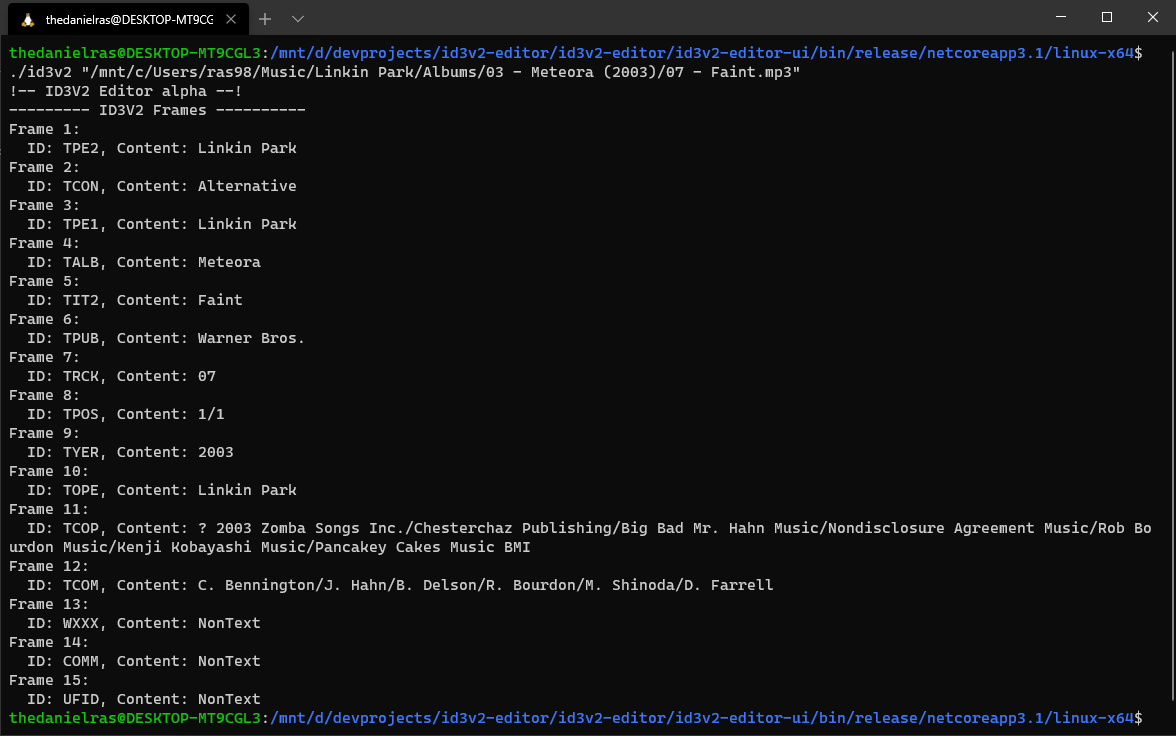 thedanielras@DESKTOP-MT9CG
thedanielras@DESKTOP-MT9CGL3:/mnt/d/devprojects/id3v2-editor/id3v2-editor/id3v2-editor-ui/bin/release/netcoreapp3.1/linux-x64$
./id3v2 "/mnt/c/Users/ras98/Music/Linkin Park/Albums/03 - Meteora (2003)/07 - Faint.mp3"
!-- ID3V2 Editor alpha --!
--------- ID3V2 Frames ----------
Frame 1:
  ID: TPE2, Content: Linkin Park
Frame 2:
  ID: TCON, Content: Alternative
Frame 3:
  ID: TPE1, Content: Linkin Park
Frame 4:
  ID: TALB, Content: Meteora
Frame 5:
  ID: TIT2, Content: Faint
Frame 6:
  ID: TPUB, Content: Warner Bros.
Frame 7:
  ID: TRCK, Content: 07
Frame 8:
  ID: TPOS, Content: 1/1
Frame 9:
  ID: TYER, Content: 2003
Frame 10:
  ID: TOPE, Content: Linkin Park
Frame 11:
  ID: TCOP, Content: ? 2003 Zomba Songs Inc./Chesterchaz Publishing/Big Bad Mr. Hahn Music/Nondisclosure Agreement Music/Rob Bo
urdon Music/Kenji Kobayashi Music/Pancakey Cakes Music BMI
Frame 12:
  ID: TCOM, Content: C. Bennington/J. Hahn/B. Delson/R. Bourdon/M. Shinoda/D. Farrell
Frame 13:
  ID: WXXX, Content: NonText
Frame 14:
  ID: COMM, Content: NonText
Frame 15:
  ID: UFID, Content: NonText
thedanielras@DESKTOP-MT9CGL3:/mnt/d/devprojects/id3v2-editor/id3v2-editor/id3v2-editor-ui/bin/release/netcoreapp3.1/linux-x64$